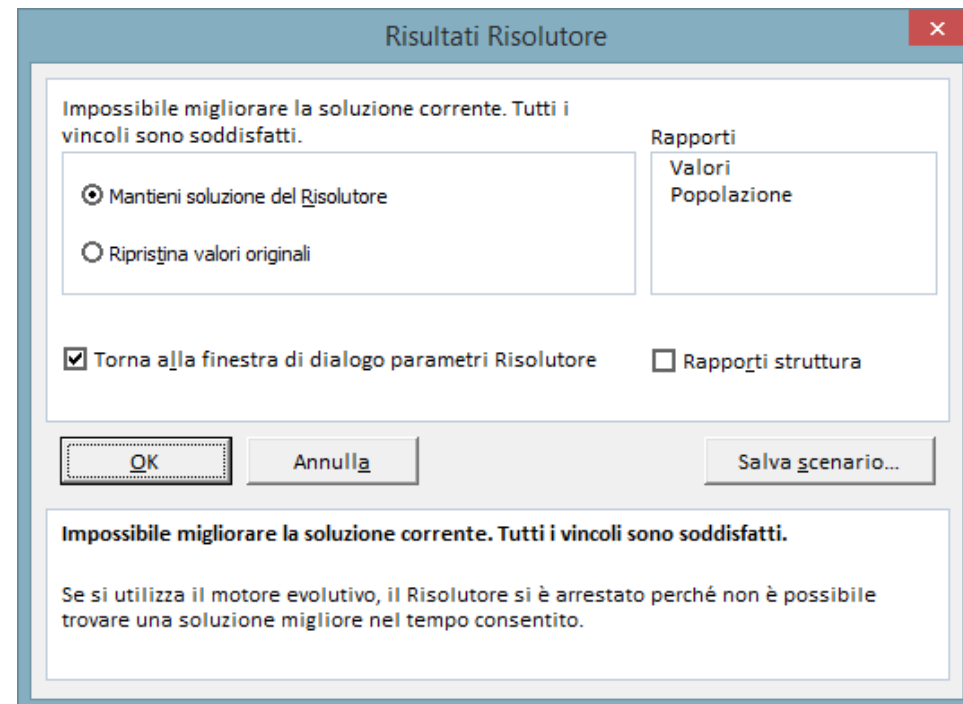 Risultati Risolutore
Impossibile migliorare la soluzione corrente. Tutti i
vincoli sono soddisfatti.
Rapporti
Valori
Popolazione
Mantieni soluzione del Risolutore
Ripristina valori originali
Torna alla finestra di dialogo parametri Risolutore
Rapporti struttura
OK
Annulla
Salva scenario...
Impossibile migliorare la soluzione corrente. Tutti i vincoli sono soddisfatti.
Se si utilizza il motore evolutivo, il Risolutore si è arrestato perché non è possibile
trovare una soluzione migliore nel tempo consentito.